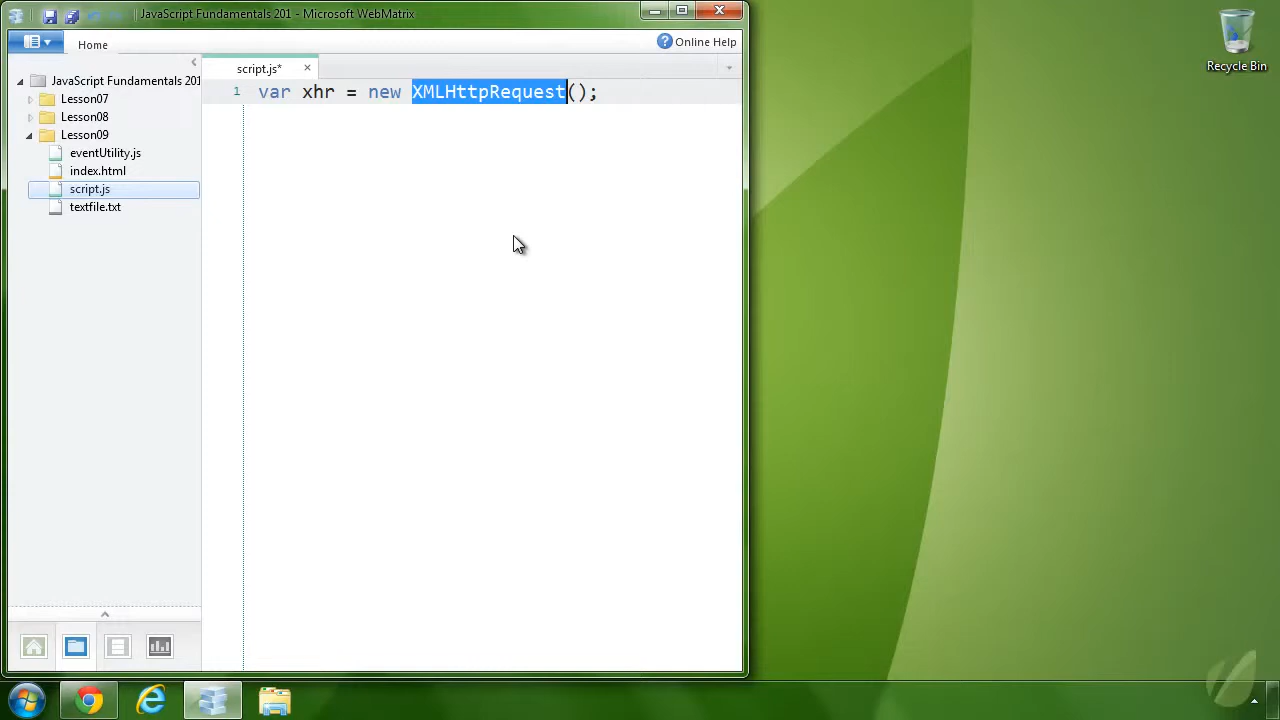 JavaScript Fundamentals 201 - Microsoft WebMatrix
Home
Online Help
JavaScript Fundamentals 201
Lesson07
Lesson08
Lesson09
eventUtility.js
index.html
script.js
textfile.txt
script.js*
1 var xhr = new XMLHttpRequest();
Recycle Bin